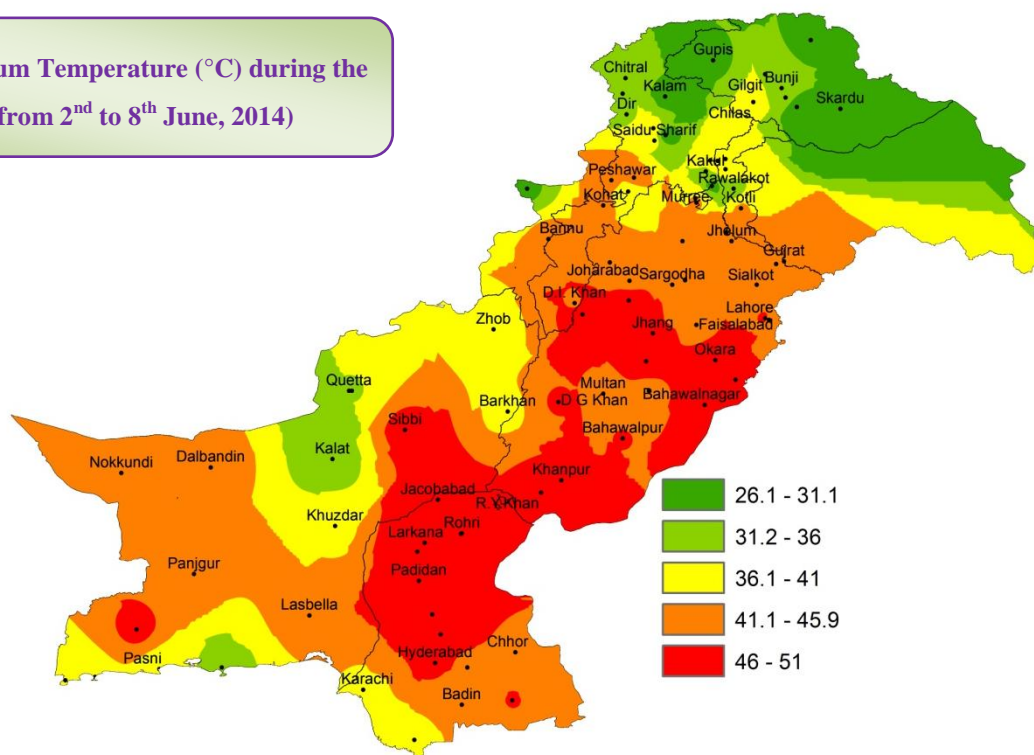 um Temperature (°C) during the
from 2nd to 8th June, 2014)
Gupis
Chitral
Kalam
Gilgit
Bunji
Skardu
Dir
Chilas
Saidu Sharif
Kakul
Peshawar
Rawalakot
Kohat
Murree
Kotli
Bannu
Jhelum
Gujrat
Joharabad
Sargodha
Sialkot
D.I. Khan
Lahore
Zhob
Jhang
Faisalabad
Okara
Quetta
Multan
Barkhan
D G Khan
Bahawalnagar
Sibbi
Bahawalpur
Kalat
Nokkundi
Dalbandin
Khanpur
Jacobabad
R.Y.Khan
Khuzdar
Rohri
Larkana
Panjgur
Padidan
Lasbella
Chhor
Pasni
Hyderabad
Karachi
Badin
26.1 - 31.1
31.2 - 36
36.1 - 41
41.1 - 45.9
46 - 51